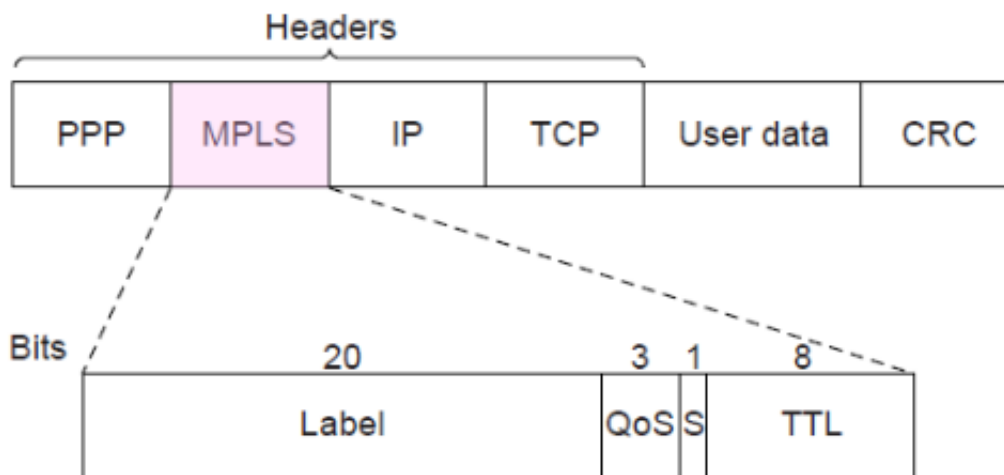 Headers
PPP MPLS IP TCP User data CRC
Bits 20 3 1 8
Label QoS S TTL